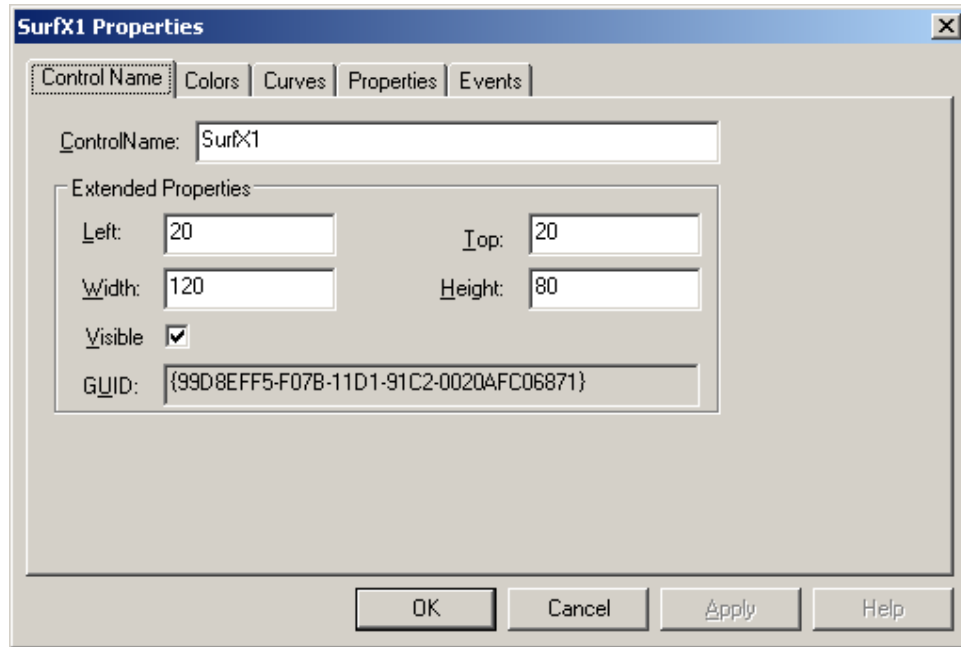 SurfX1 Properties
Control Name Colors Curves Properties Events
ControlName: SurfX1
Extended Properties
Left: 20 Top: 20
Width: 120 Height: 80
Visible
GUID: {99D8EFF5-F07B-11D1-91C2-0020AFC06871}
OK Cancel Apply Help